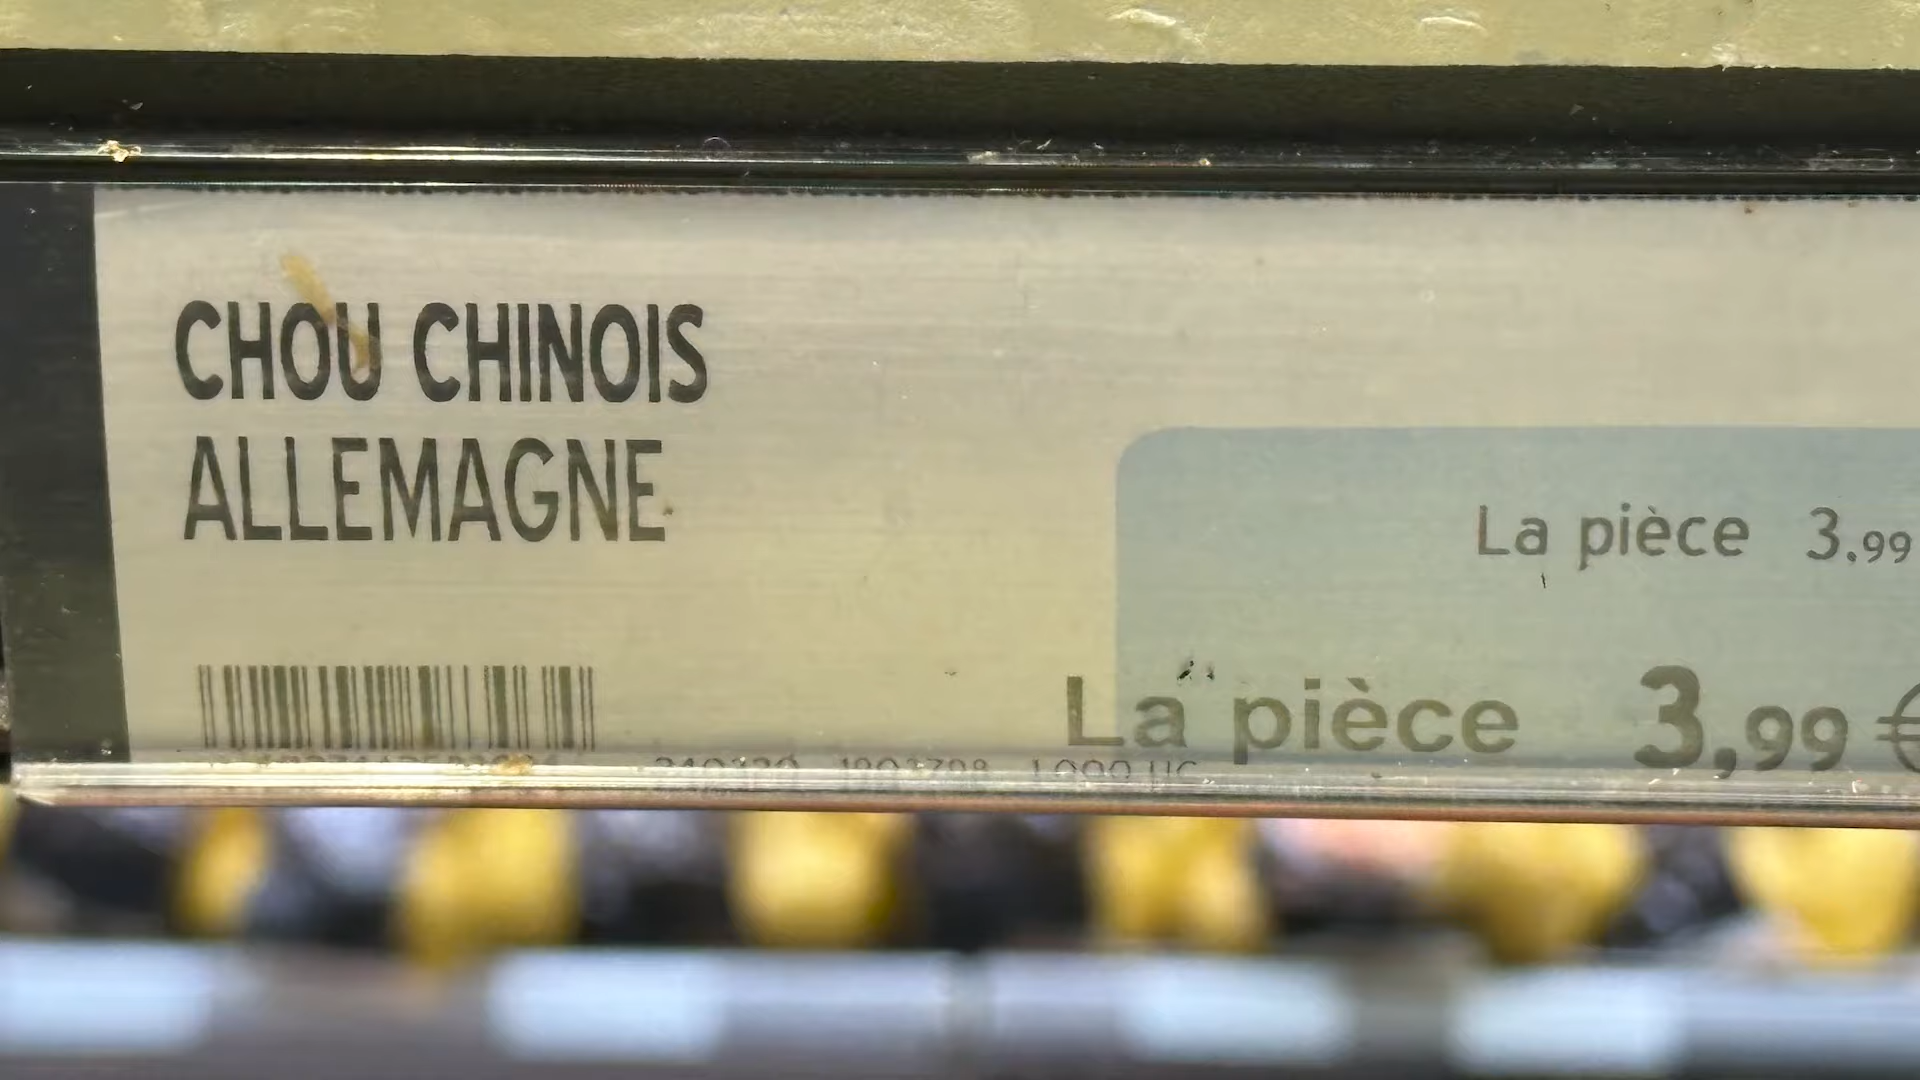 CHOU CHINOIS
ALLEMAGNE
La pièce 3.99
La pièce 3,99 €